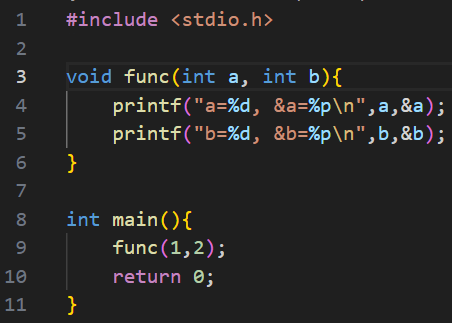 1 #include <stdio.h>
2
3 void func(int a, int b){
4     printf("a=%d, &a=%p\n",a,&a);
5     printf("b=%d, &b=%p\n",b,&b);
6 }
7
8 int main(){
9     func(1,2);
10     return 0;
11 }